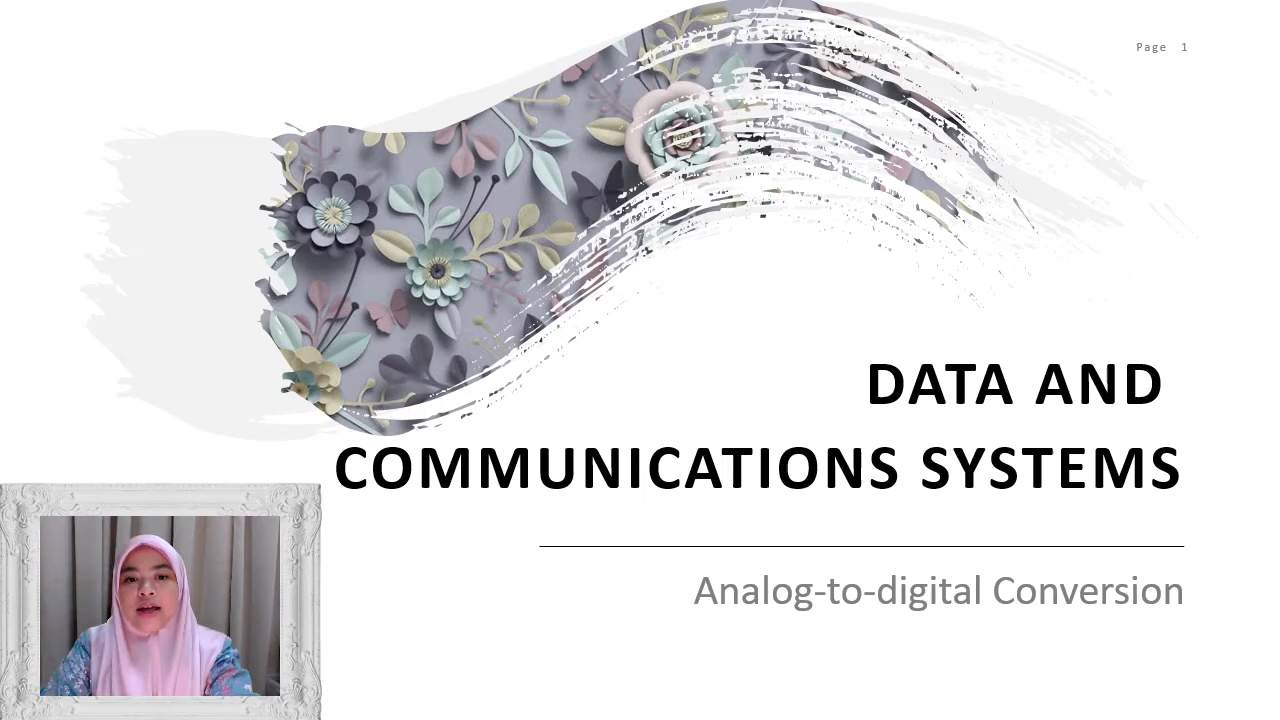 Page 1
DATA AND
COMMUNICATIONS SYSTEMS
Analog-to-digital Conversion